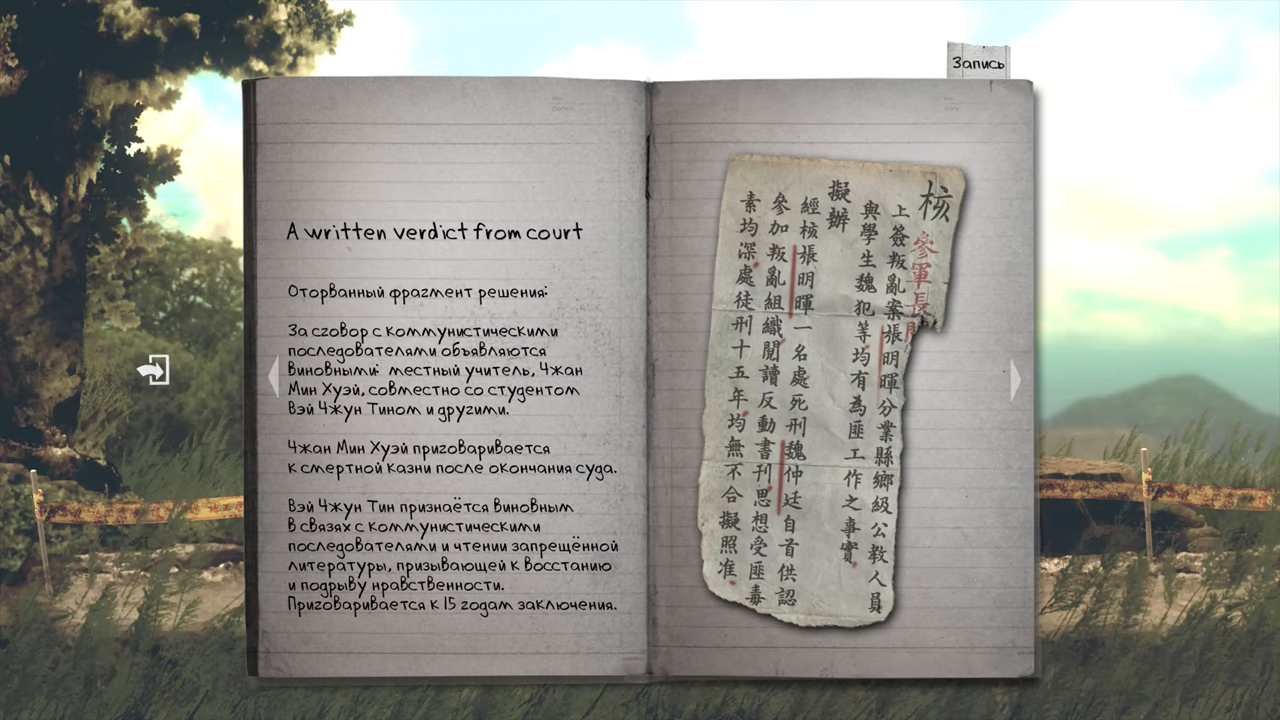 Запись
A written verdict from court
Оторванный фрагмент решения:
За сговор с коммунистическими
последователями объявляются
виновными: местный учитель, Чжан
Мин Хуэй, совместно со студентом
Вэй Чжун Тином и другими.
Чжан Мин Хуэй приговаривается
к смертной казни после окончания суда.
Вэй Чжун Тин признаётся виновным
в связях с коммунистическими
последователями и чтении запрещённой
литературы, призывающей к восстанию
и подрыву нравственности.
Приговаривается к 15 годам заключения.
核
參軍長
上簽叛亂案張明暉分業縣鄉級公教人員
與學生魏犯等均有為匪工作之事實
擬辦
經核張明暉一名處死刑魏仲廷自首供認
參加叛亂組織閱讀反動書刊思想受匪毒
素均深處徒刑十五年均無不合擬照准